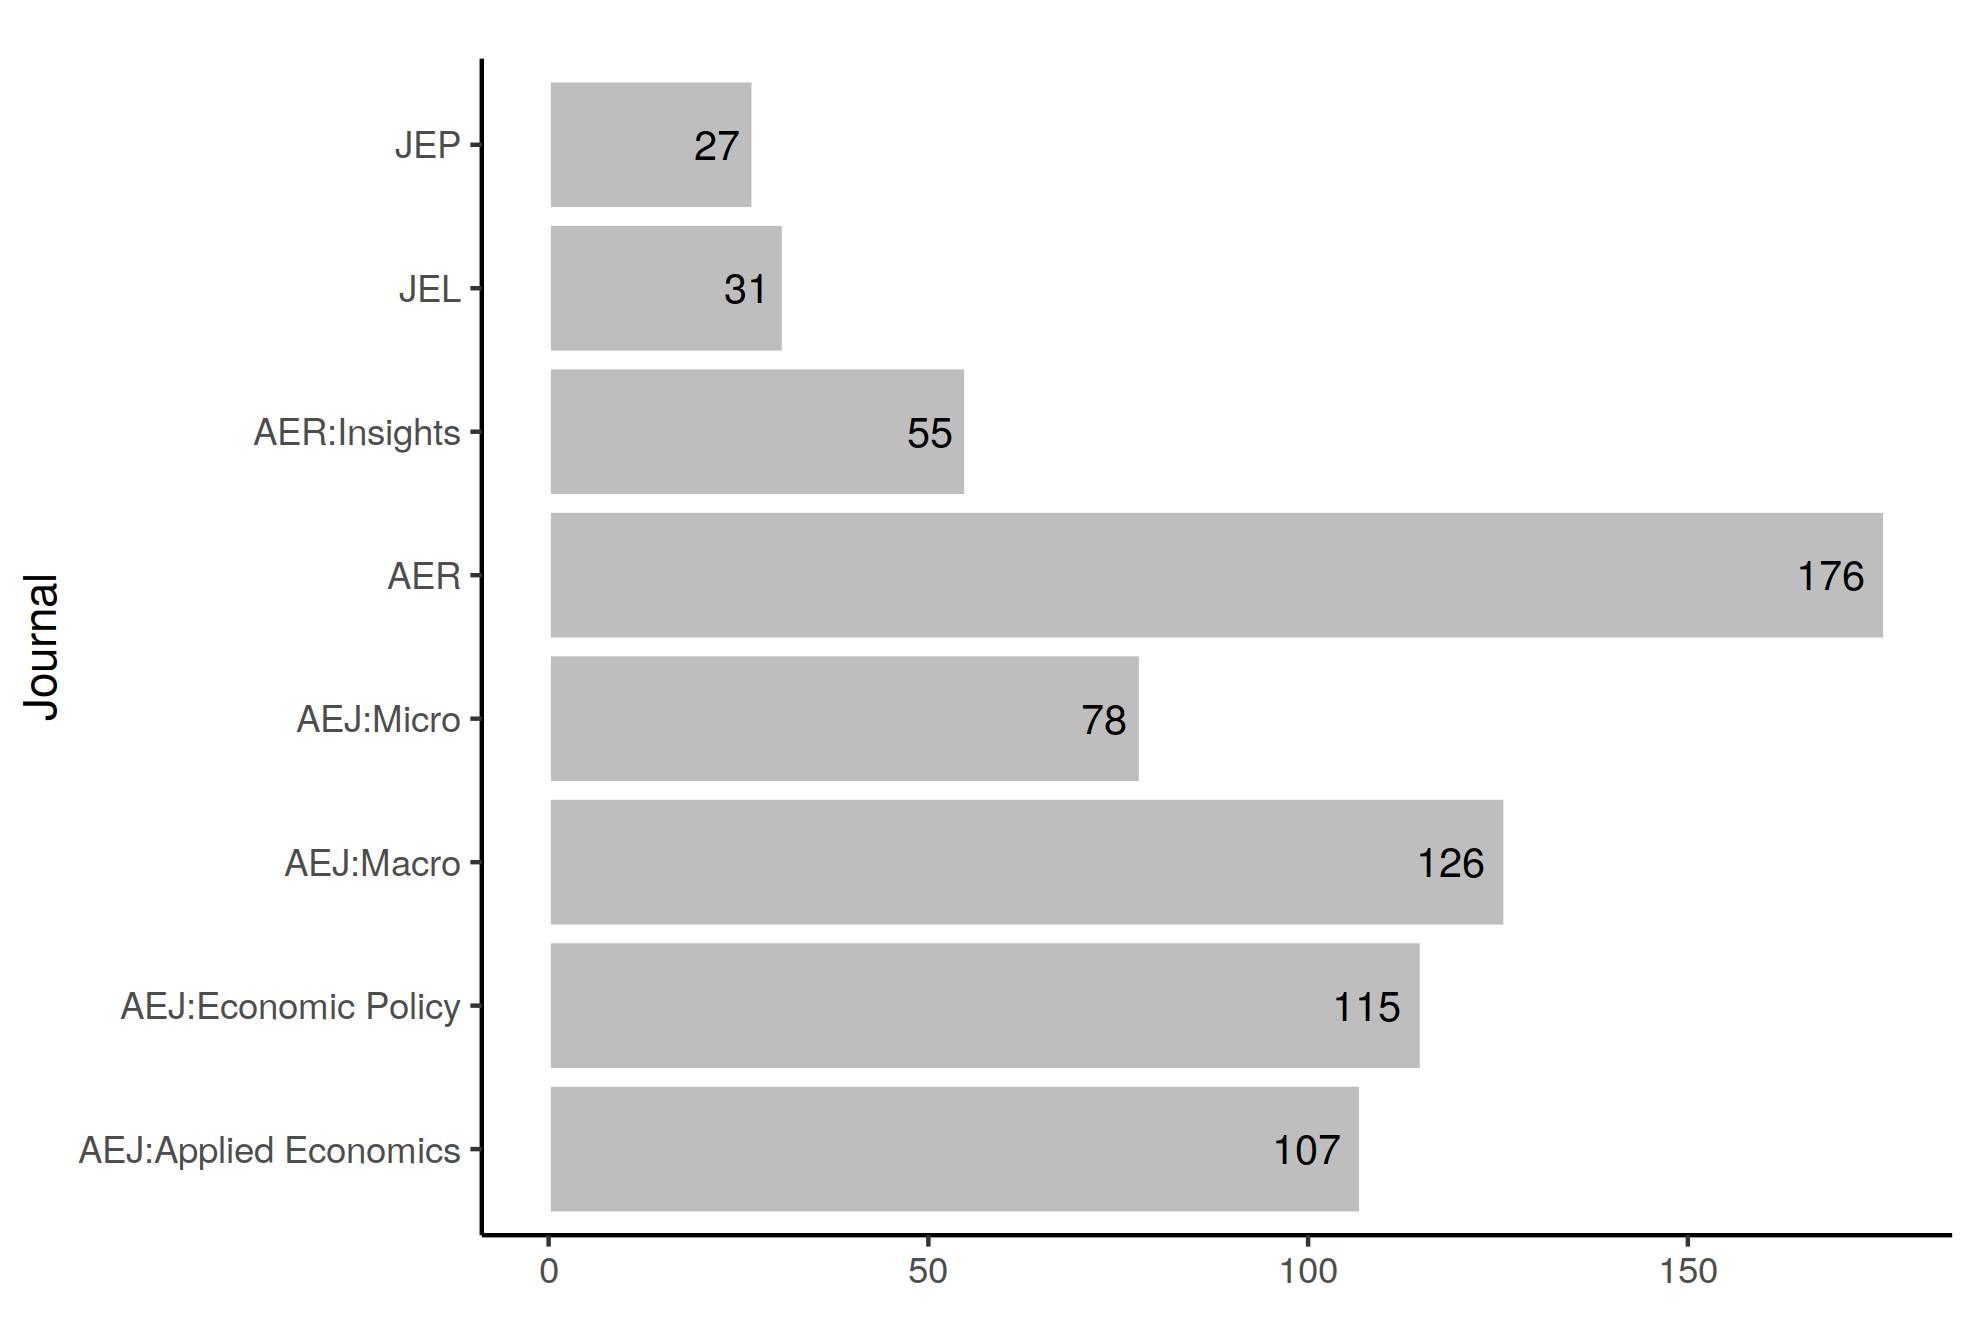 Journal
JEP 27
JEL 31
AER:Insights 55
AER 176
AEJ:Micro 78
AEJ:Macro 126
AEJ:Economic Policy 115
AEJ:Applied Economics 107
0 50 100 150